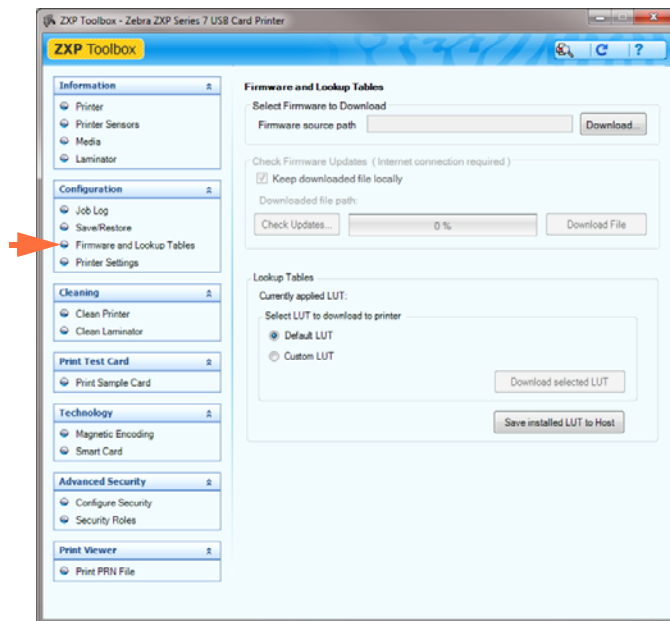 ZXP Toolbox - Zebra ZXP Series 7 USB Card Printer
ZXP Toolbox
?
Information
Printer
Printer Sensors
Media
Laminator
Configuration
Job Log
Save/Restore
Firmware and Lookup Tables
Printer Settings
Cleaning
Clean Printer
Clean Laminator
Print Test Card
Print Sample Card
Technology
Magnetic Encoding
Smart Card
Advanced Security
Configure Security
Security Roles
Print Viewer
Print PRN File
Firmware and Lookup Tables
Select Firmware to Download
Firmware source path
Download...
Check Firmware Updates ( Internet connection required )
Keep downloaded file locally
Downloaded file path:
Check Updates...
0 %
Download File
Lookup Tables
Currently applied LUT:
Select LUT to download to printer
Default LUT
Custom LUT
Download selected LUT
Save installed LUT to Host